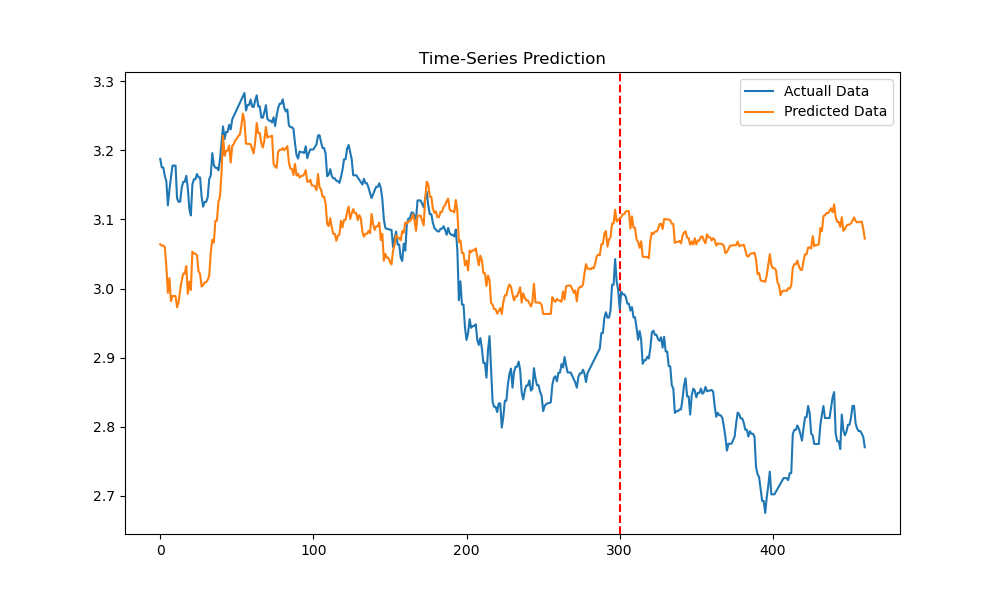 Time-Series Prediction
Actuall Data
Predicted Data
3.3
3.2
3.1
3.0
2.9
2.8
2.7
0 100 200 300 400